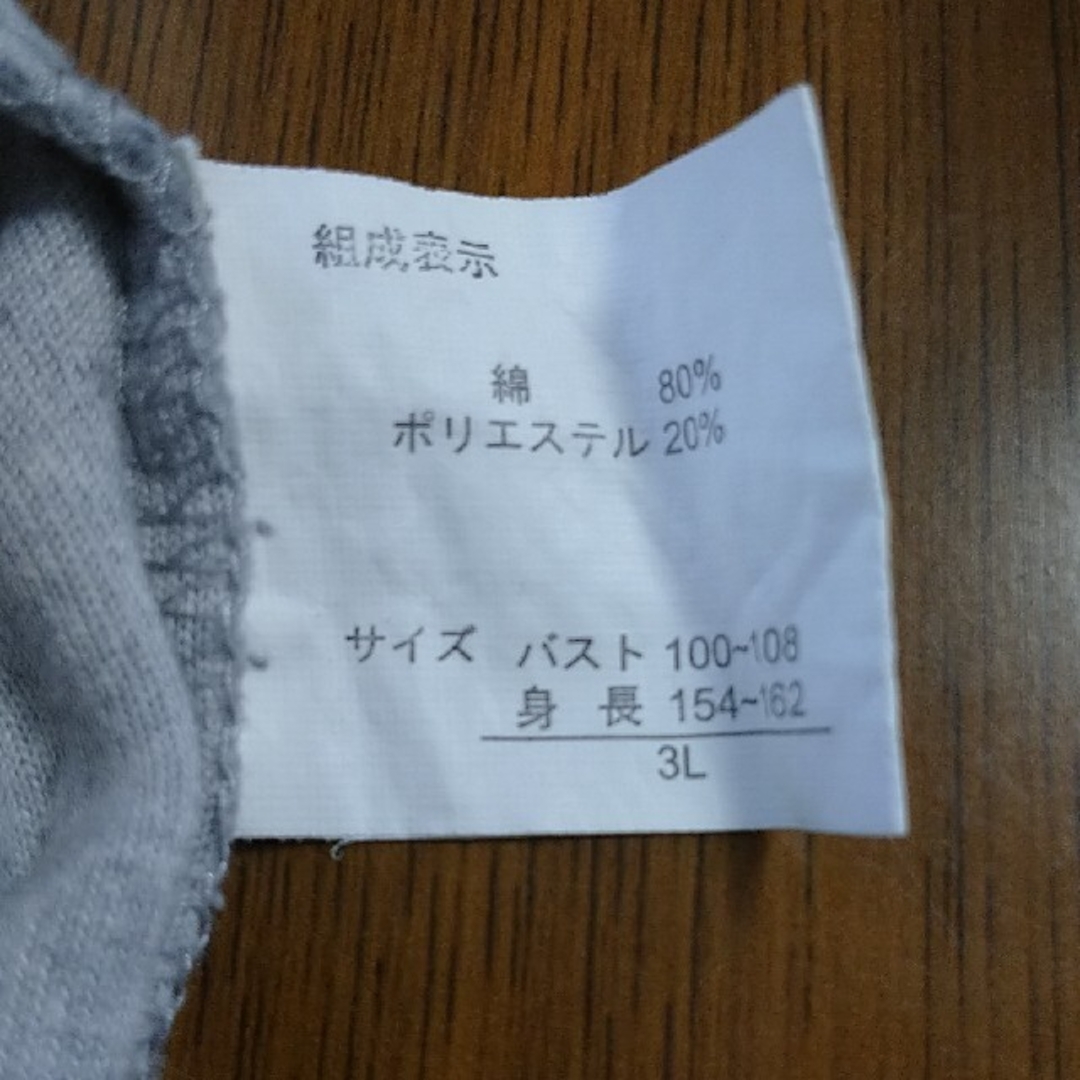 組成表示
綿 80%
ポリエステル 20%
サイズ バスト 100~108
身 長 154~162
3L